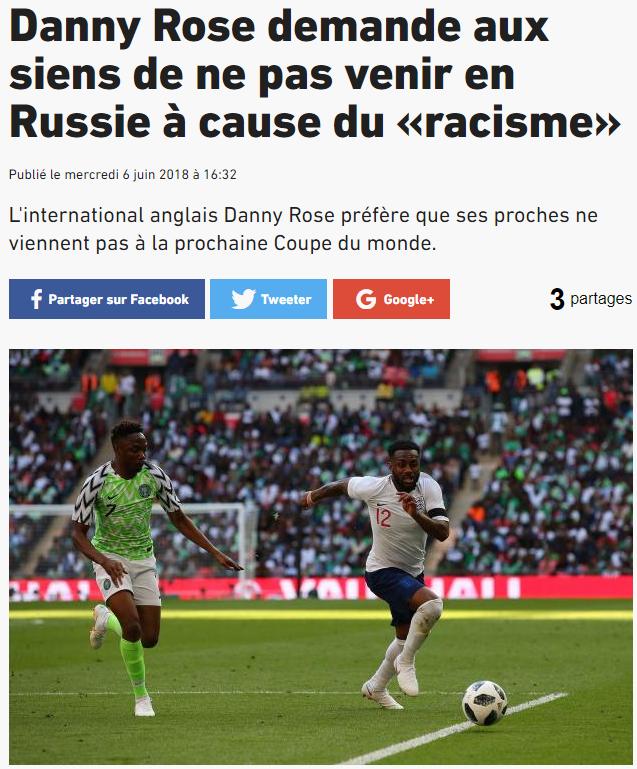 Danny Rose demande aux
siens de ne pas venir en
Russie à cause du «racisme»
Publié le mercredi 6 juin 2018 à 16:32
L'international anglais Danny Rose préfère que ses proches ne
viennent pas à la prochaine Coupe du monde.
Partager sur Facebook Tweeter Google+ 3 partages
7
12
VAUXHALL